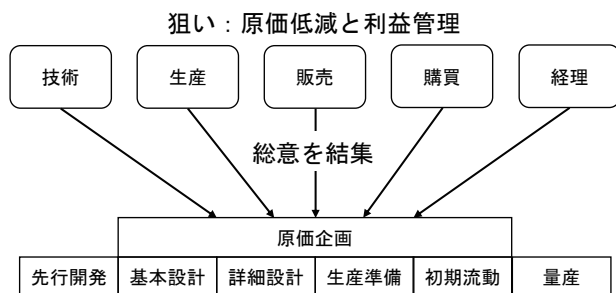 狙い：原価低減と利益管理
技術 生産 販売 購買 経理
総意を結集
原価企画
先行開発 基本設計 詳細設計 生産準備 初期流動 量産